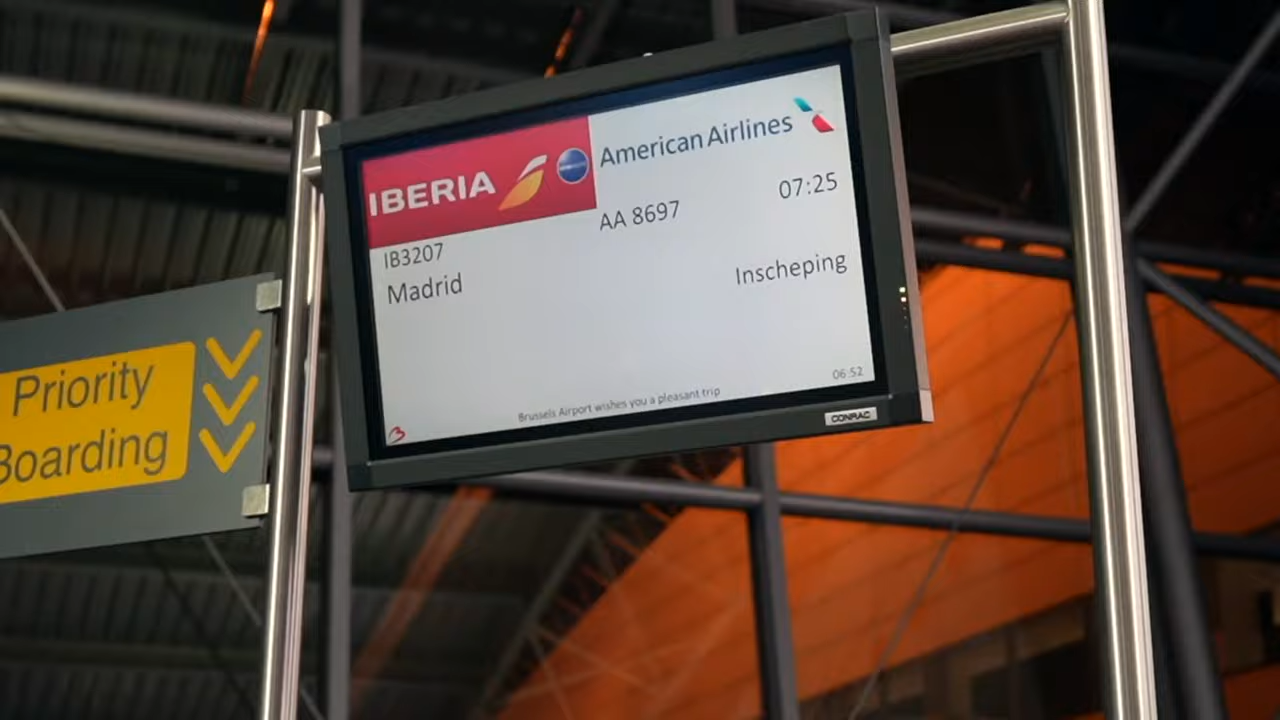 Priority
Boarding
IBERIA
American Airlines
07:25
AA 8697
IB3207
Madrid
Inscheping
06:52
Brussels Airport wishes you a pleasant trip
CONRAC